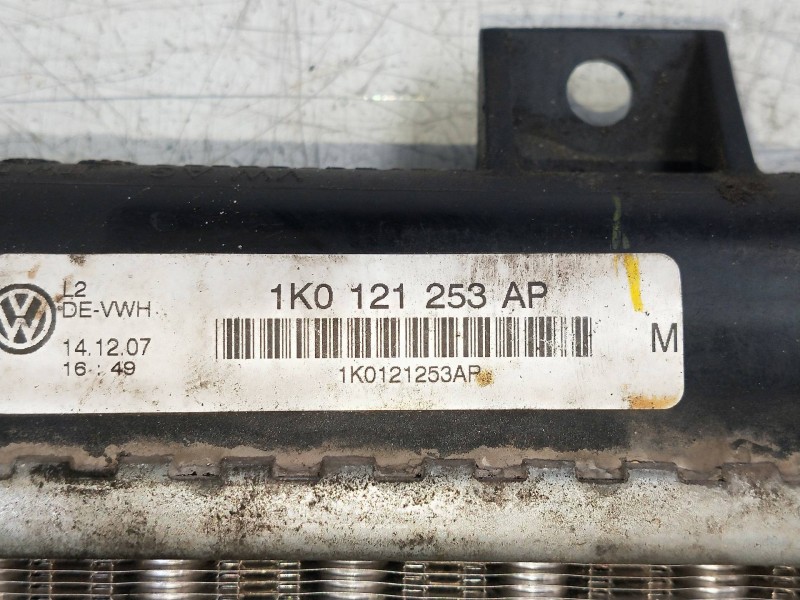 L2
DE-VWH
14.12.07
16 : 49
1K0 121 253 AP
1K0121253AP
M